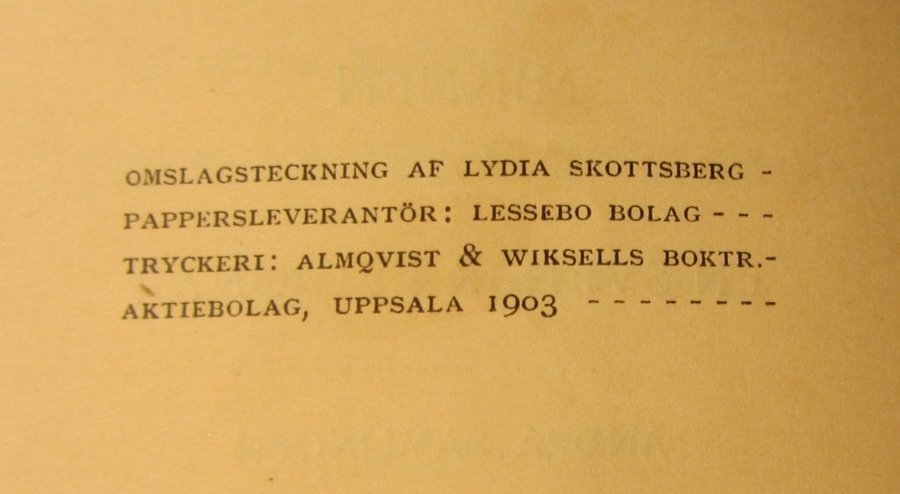 OMSLAGSTECKNING AF LYDIA SKOTTSBERG -
PAPPERSLEVERANTÖR: LESSEBO BOLAG - - -
TRYCKERI: ALMQVIST & WIKSELLS BOKTR.-
AKTIEBOLAG, UPPSALA 1903 - - - - - - - -